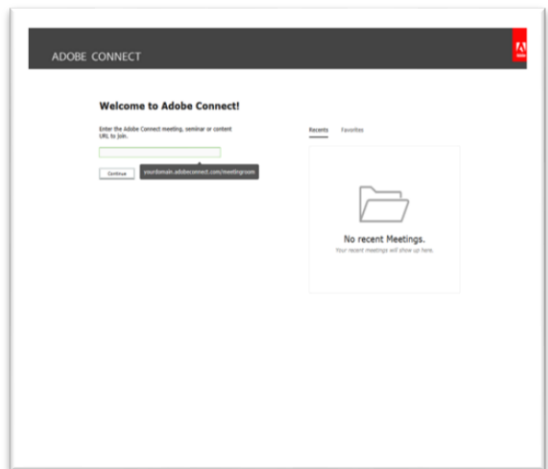 ADOBE CONNECT
Welcome to Adobe Connect!
Enter the Adobe Connect meeting, seminar or content
URL to join.
Continue
yourdomain.adobeconnect.com/meetingroom
Recents
Favorites
No recent Meetings.
Your recent meetings will show up here.